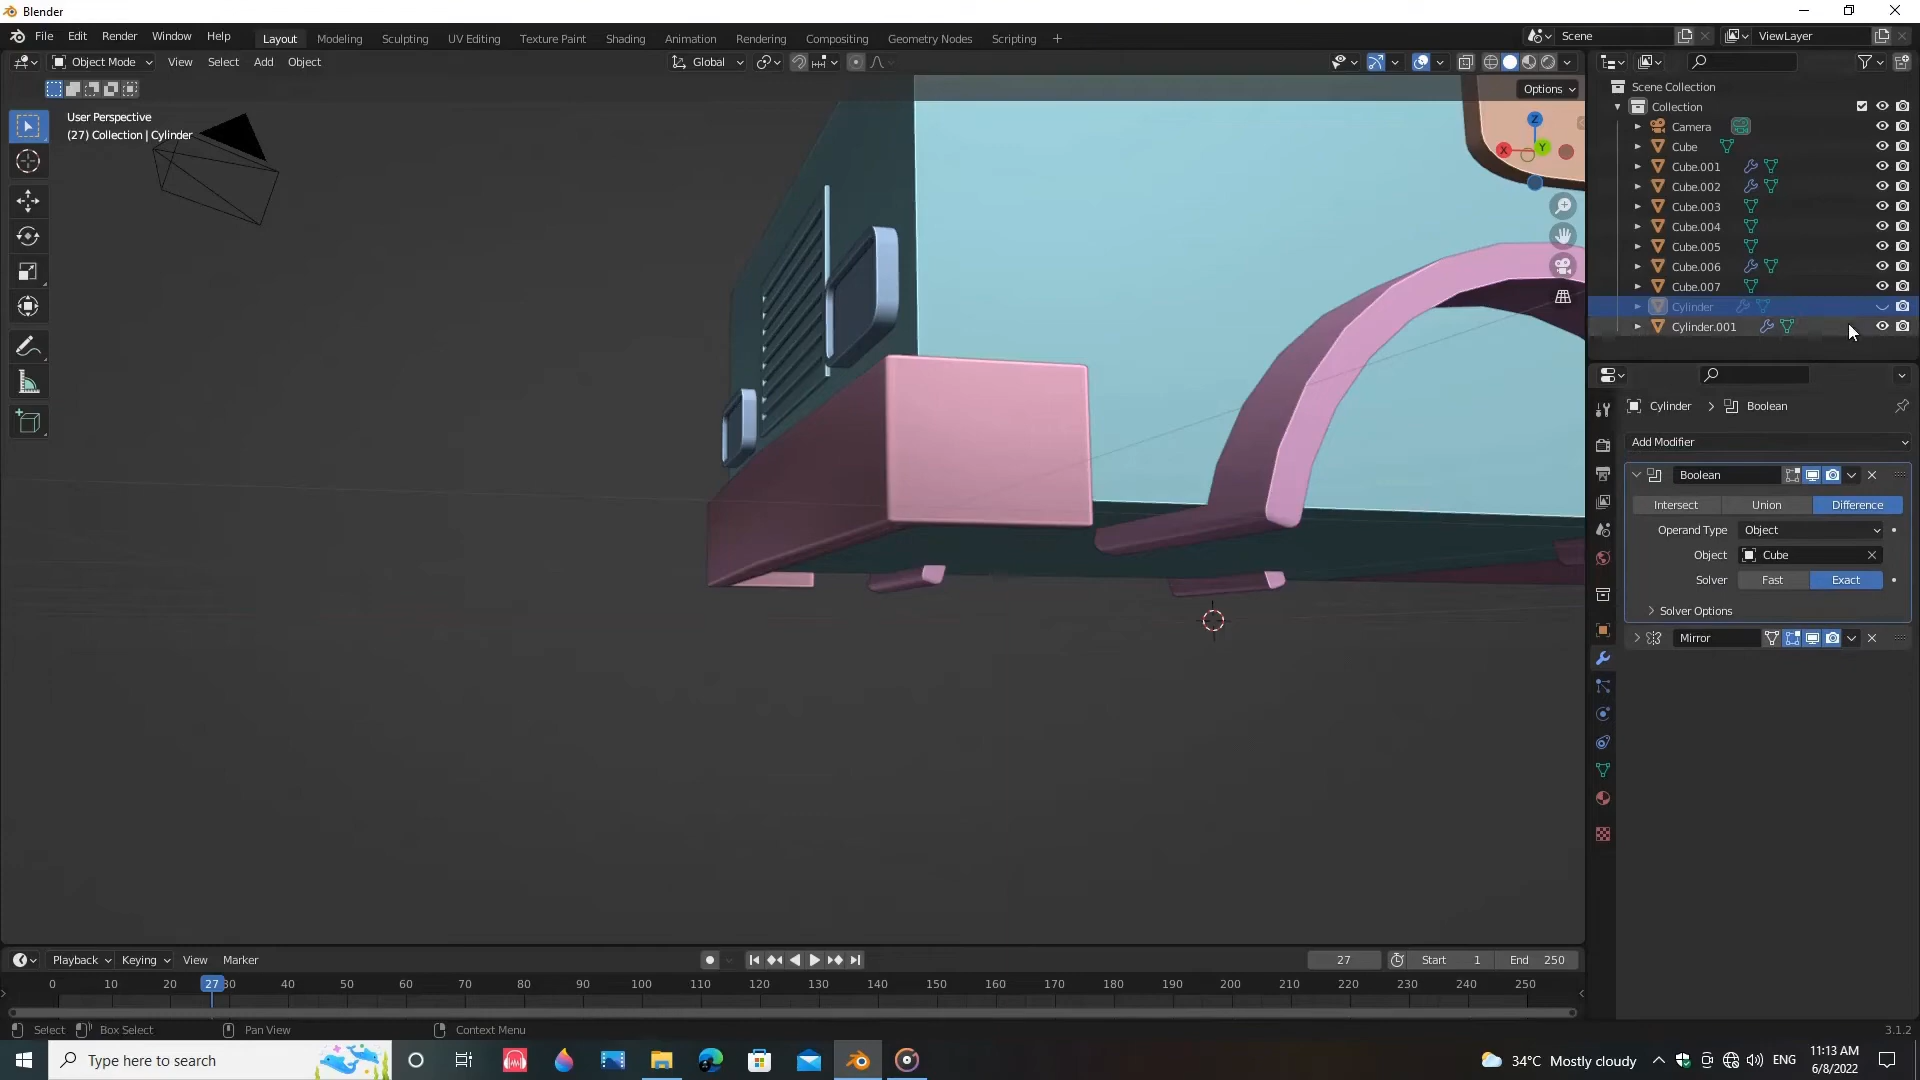 Blender
File Edit Render Window Help
Layout Modeling Sculpting UV Editing Texture Paint Shading Animation Rendering Compositing Geometry Nodes Scripting +
Scene
ViewLayer
Object Mode View Select Add Object
Global
Options
User Perspective
(27) Collection | Cylinder
Z
X
Y
Scene Collection
Collection
Camera
Cube
Cube.001
Cube.002
Cube.003
Cube.004
Cube.005
Cube.006
Cube.007
Cylinder
Cylinder.001
Cylinder > Boolean
Add Modifier
Boolean
Intersect Union Difference
Operand Type Object
Object Cube
Solver Fast Exact
Solver Options
Mirror
Playback Keying View Marker
27 Start 1 End 250
0 10 20 27 30 40 50 60 70 80 90 100 110 120 130 140 150 160 170 180 190 200 210 220 230 240 250
Select Box Select Pan View Context Menu
3.1.2
Type here to search
34°C Mostly cloudy
ENG
11:13 AM
6/8/2022